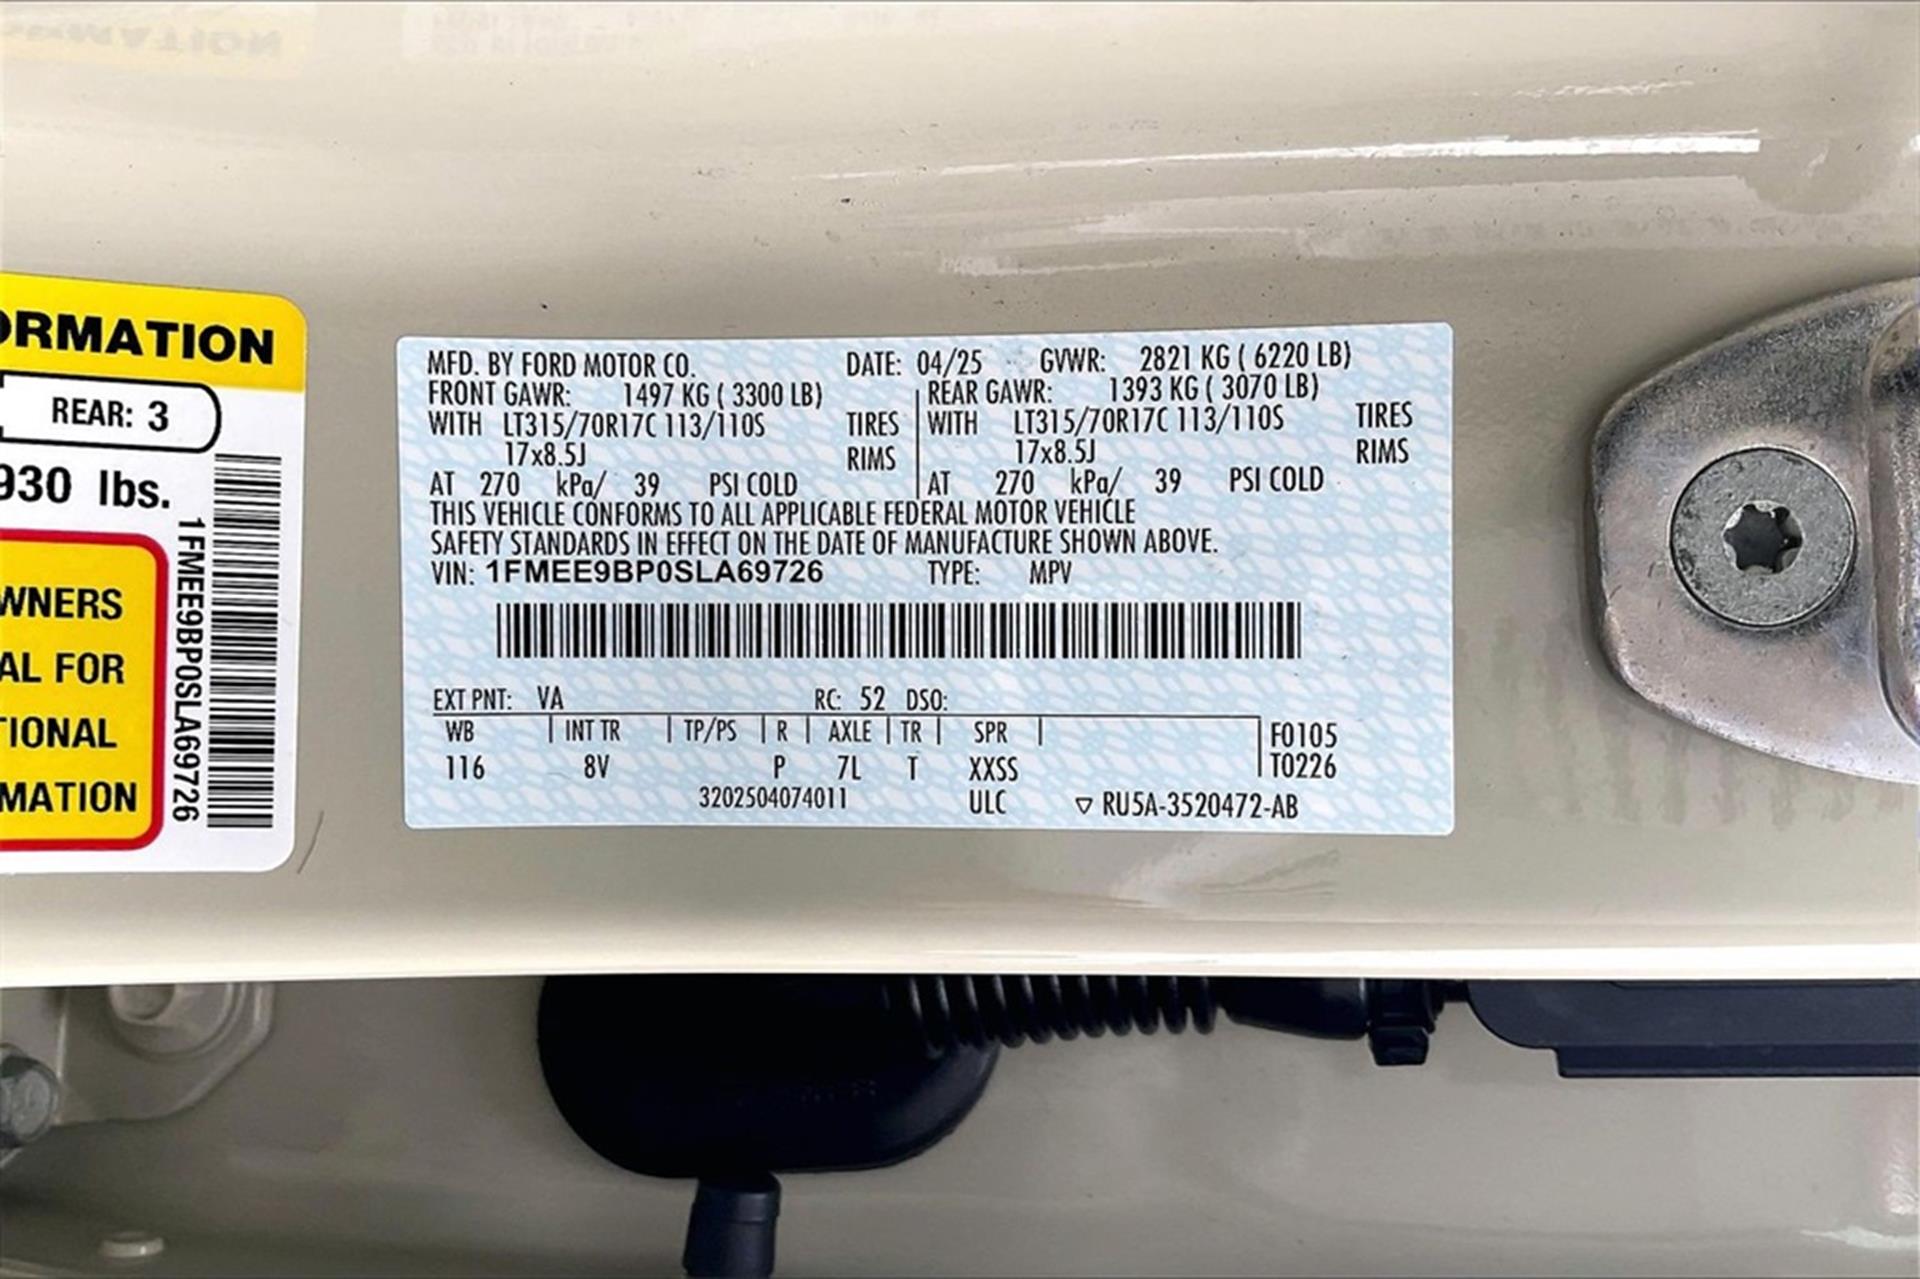 ORMATION
REAR: 3
930 lbs.
WNERS
AL FOR
TIONAL
MATION
1FMEE9BP0SLA69726
MFD. BY FORD MOTOR CO. DATE: 04/25 GVWR: 2821 KG ( 6220 LB)
FRONT GAWR: 1497 KG ( 3300 LB) REAR GAWR: 1393 KG ( 3070 LB)
WITH LT315/70R17C 113/110S TIRES WITH LT315/70R17C 113/110S TIRES
17x8.5J RIMS 17x8.5J RIMS
AT 270 kPa/ 39 PSI COLD AT 270 kPa/ 39 PSI COLD
THIS VEHICLE CONFORMS TO ALL APPLICABLE FEDERAL MOTOR VEHICLE
SAFETY STANDARDS IN EFFECT ON THE DATE OF MANUFACTURE SHOWN ABOVE.
VIN: 1FMEE9BP0SLA69726 TYPE: MPV
EXT PNT: VA RC: 52 DSO:
WB INT TR TP/PS R AXLE TR SPR F0105
116 8V P 7L T XXSS T0226
3202504074011 ULC ▽ RU5A-3520472-AB